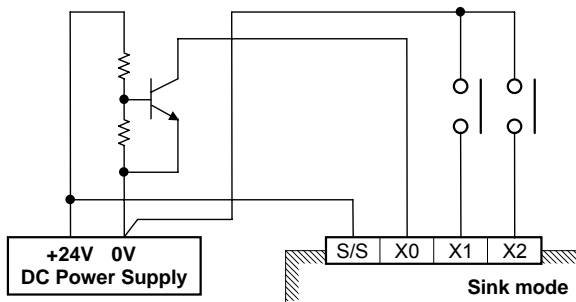 S/S X0 X1 X2
+24V 0V
DC Power Supply
Sink mode